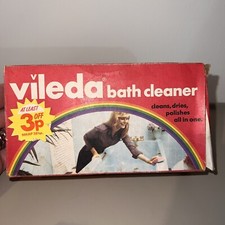 vileda bath cleaner
AT LEAST
3p OFF
cleans, dries,
polishes
all in one.